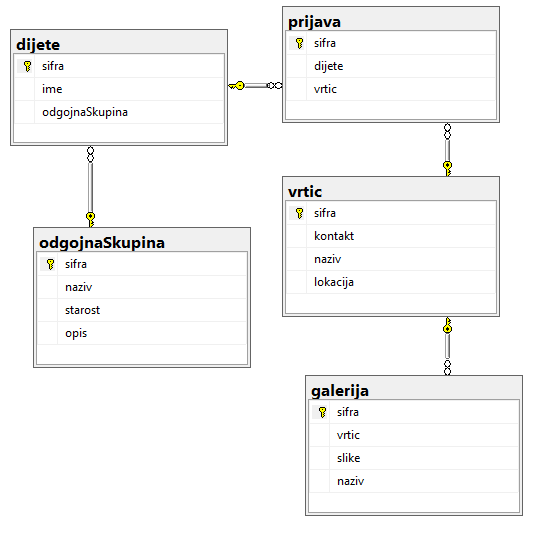 dijete
sifra
ime
odgojnaSkupina
prijava
sifra
dijete
vrtic
odgojnaSkupina
sifra
naziv
starost
opis
vrtic
sifra
kontakt
naziv
lokacija
galerija
sifra
vrtic
slike
naziv